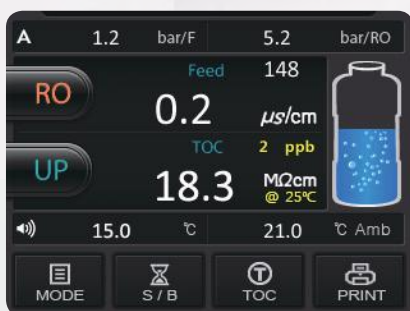 A 1.2 bar/F 5.2 bar/RO
Feed 148
RO 0.2 µs/cm
TOC 2 ppb
UP 18.3 MΩcm
@ 25℃
15.0 ℃ 21.0 ℃ Amb
MODE S / B T TOC PRINT